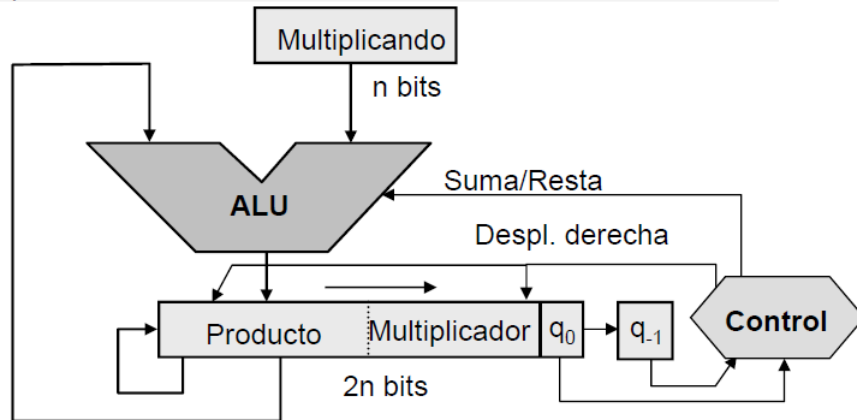 Multiplicando
n bits
Suma/Resta
ALU
Despl. derecha
Producto
Multiplicador
q0
q-1
Control
2n bits